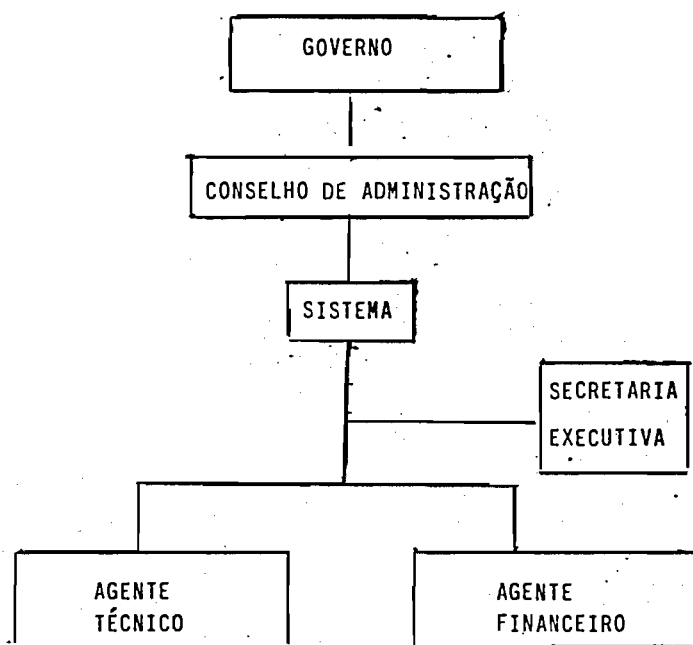 GOVERNO
CONSELHO DE ADMINISTRAÇÃO
SISTEMA
SECRETARIA
EXECUTIVA
AGENTE
TÉCNICO
AGENTE
FINANCEIRO